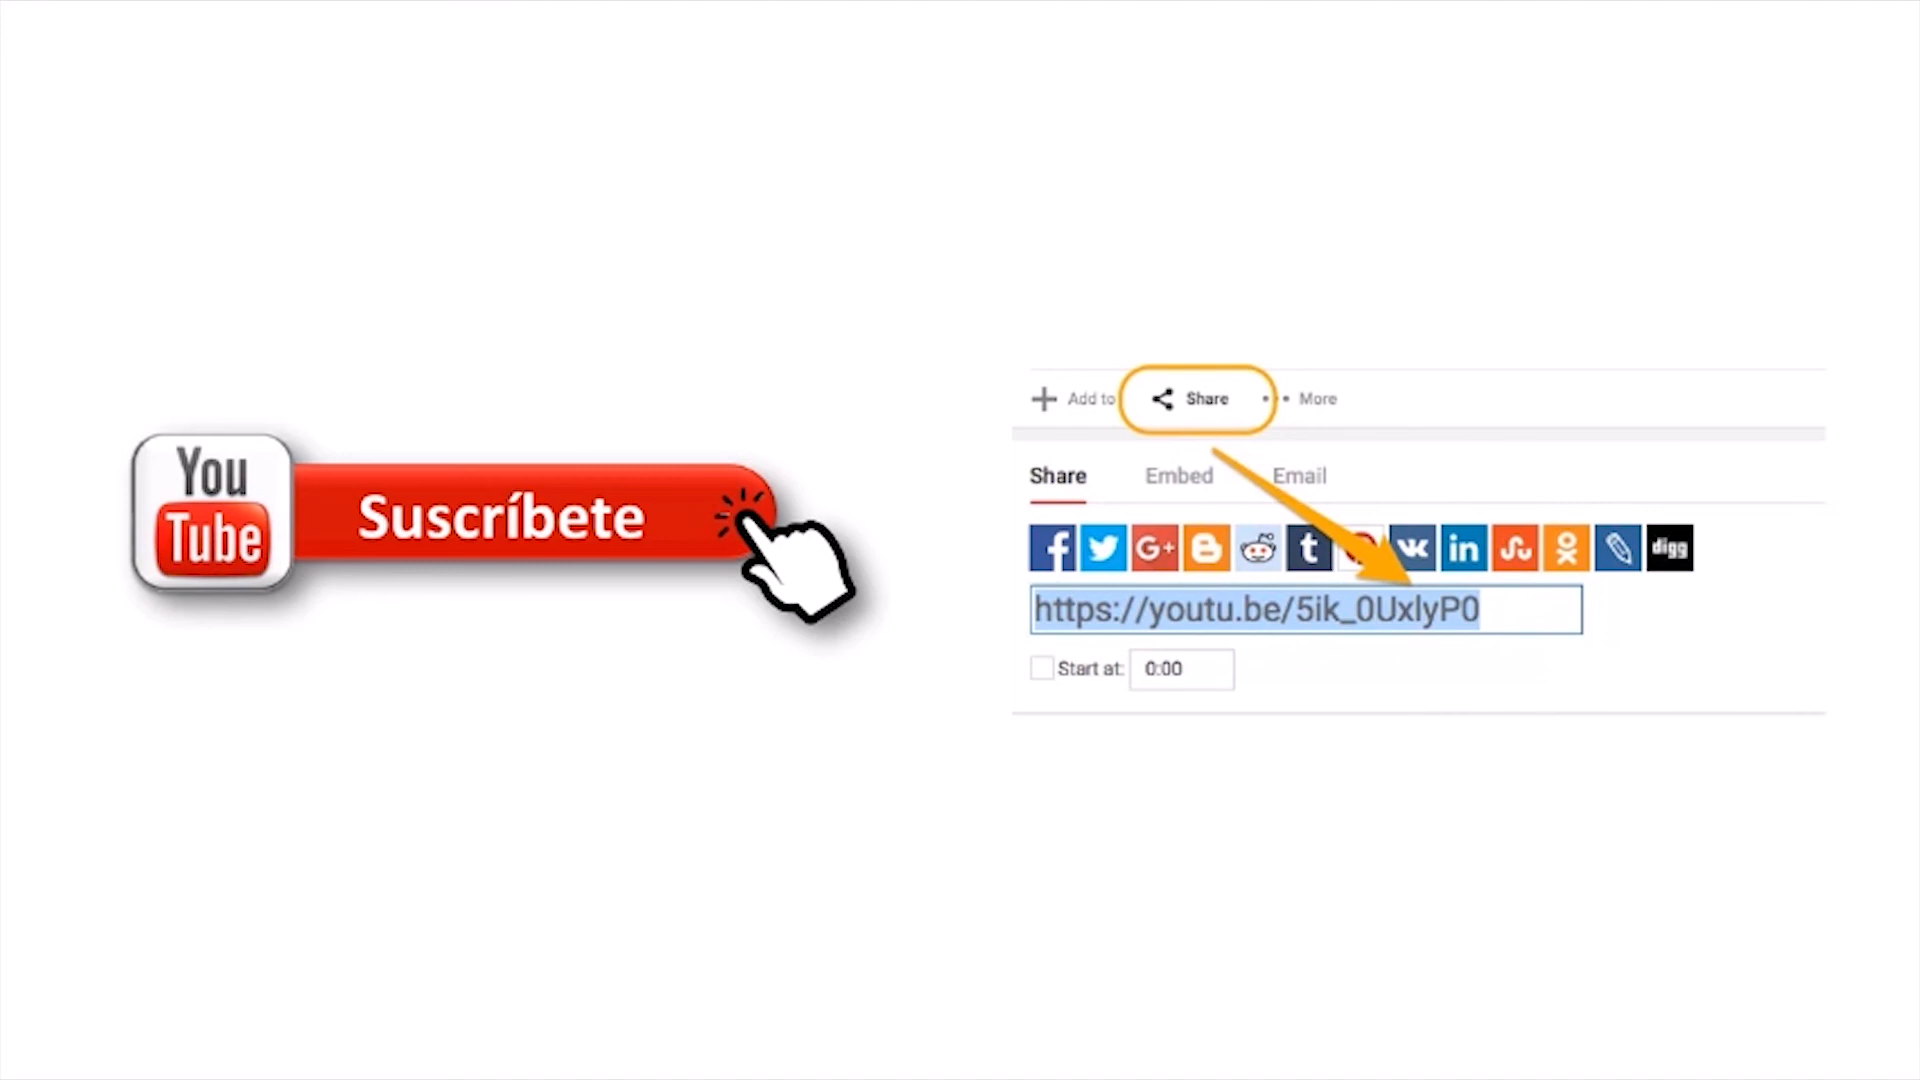 You
Tube
Suscríbete
Add to
Share
More
Share
Embed
Email
digg
https://youtu.be/5ik_0UxlyP0
Start at:
0:00